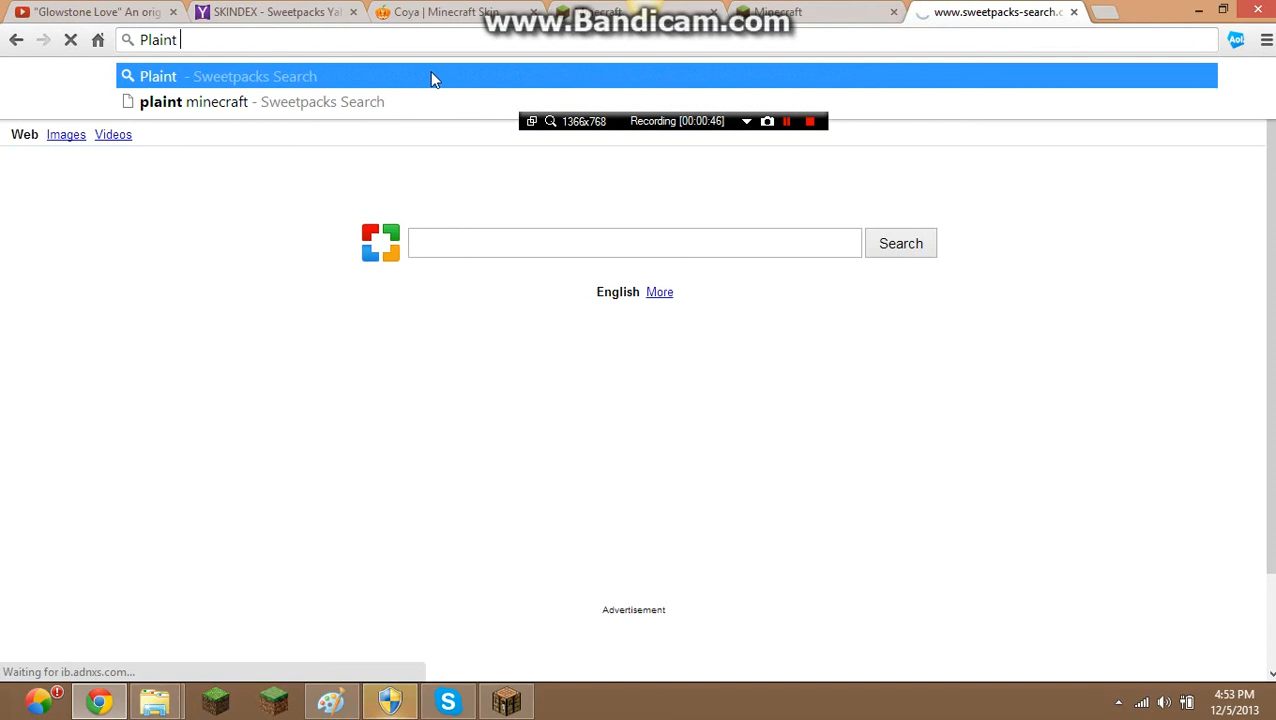 "Glowstone Love" An orig
SKINDEX - Sweetpacks Yah
Coya | Minecraft Skin
Minecraft
www.sweetpacks-search.c
www.Bandicam.com
Plaint
Aol.
Plaint - Sweetpacks Search
plaint minecraft - Sweetpacks Search
1366x768 Recording [00:00:46]
Web Images Videos
Search
English More
Advertisement
Waiting for ib.adnxs.com...
4:53 PM
12/5/2013